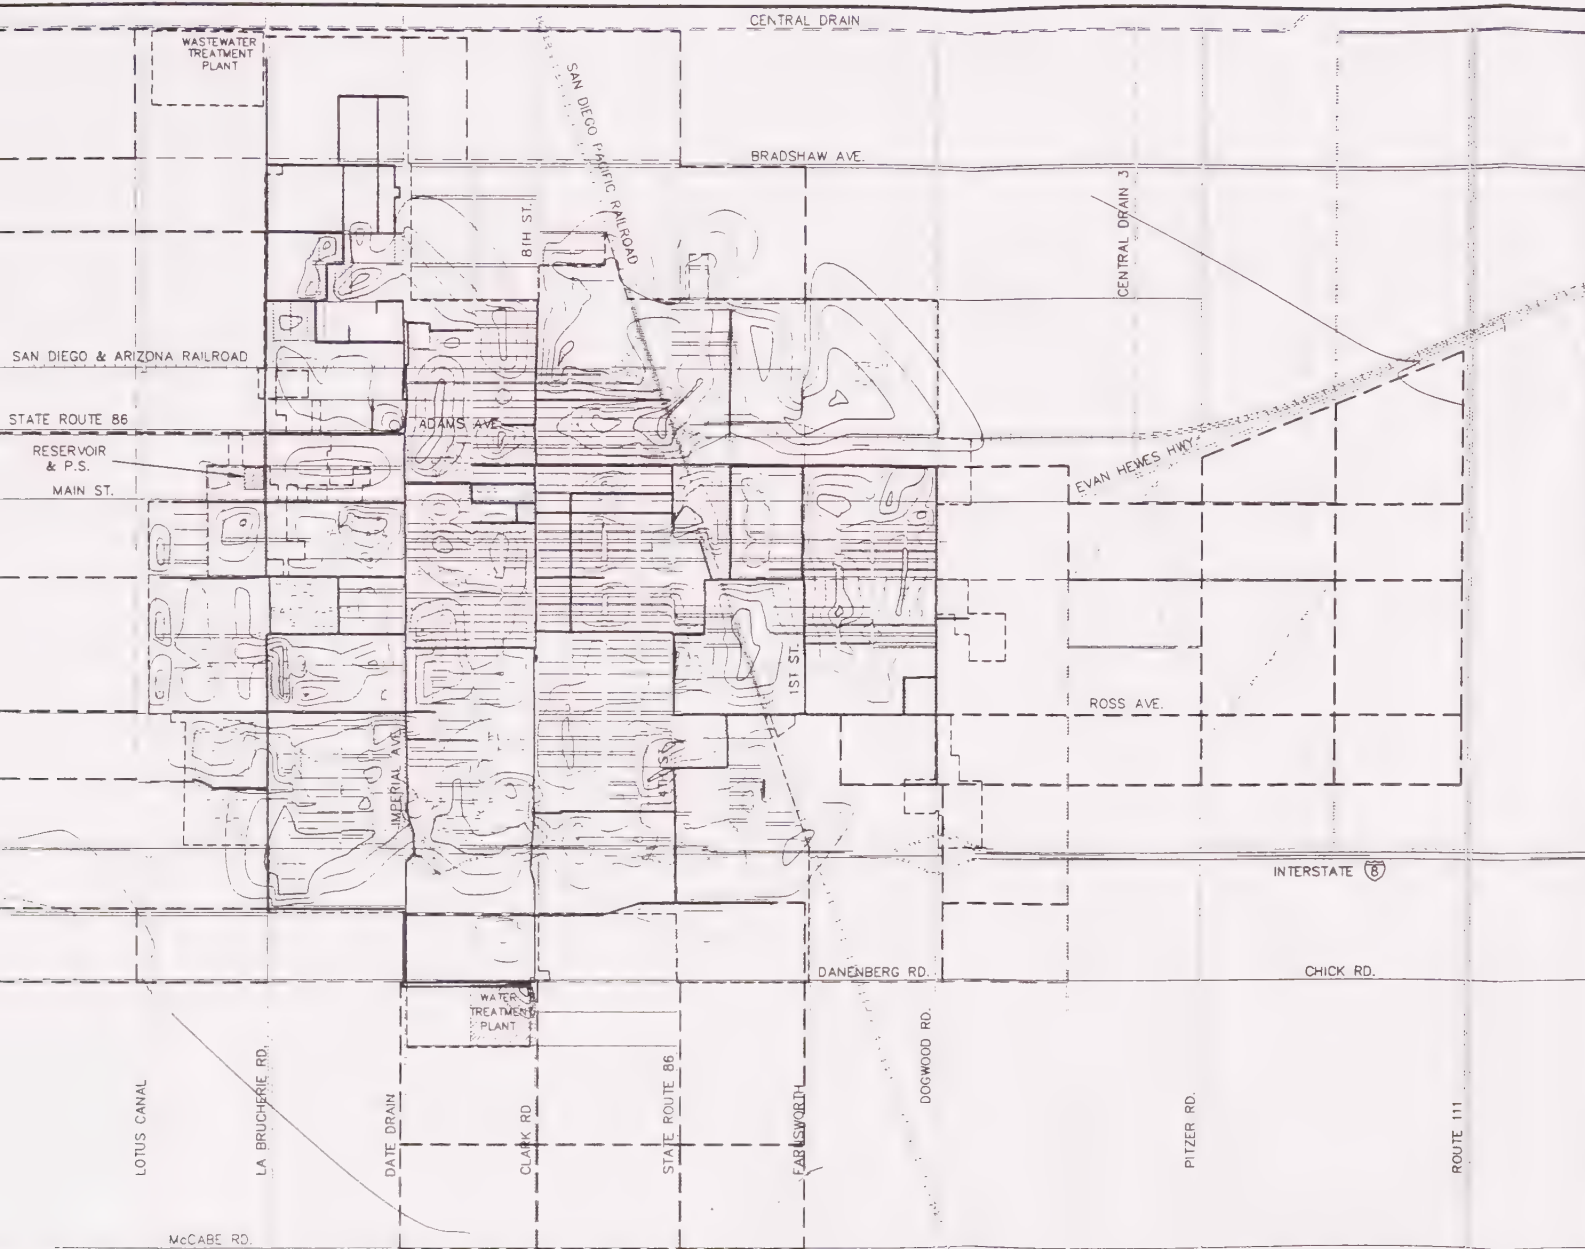 CENTRAL DRAIN
WASTEWATER
TREATMENT
PLANT
SAN DIEGO PACIFIC RAILROAD
BRADSHAW AVE.
8TH ST.
CENTRAL DRAIN 3
SAN DIEGO & ARIZONA RAILROAD
STATE ROUTE 86
ADAMS AVE.
RESERVOIR
& P.S.
MAIN ST.
EVAN HEWES HWY.
1ST ST.
ROSS AVE.
IMPERIAL AVE.
4TH ST.
INTERSTATE 8
DANENBERG RD.
CHICK RD.
WATER
TREATMENT
PLANT
LOTUS CANAL
LA BRUCHERIE RD.
DATE DRAIN
CLARK RD
STATE ROUTE 86
FARNSWORTH
DOGWOOD RD.
PITZER RD.
ROUTE 111
McCABE RD.